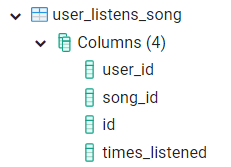 user_listens_song
Columns (4)
user_id
song_id
id
times_listened